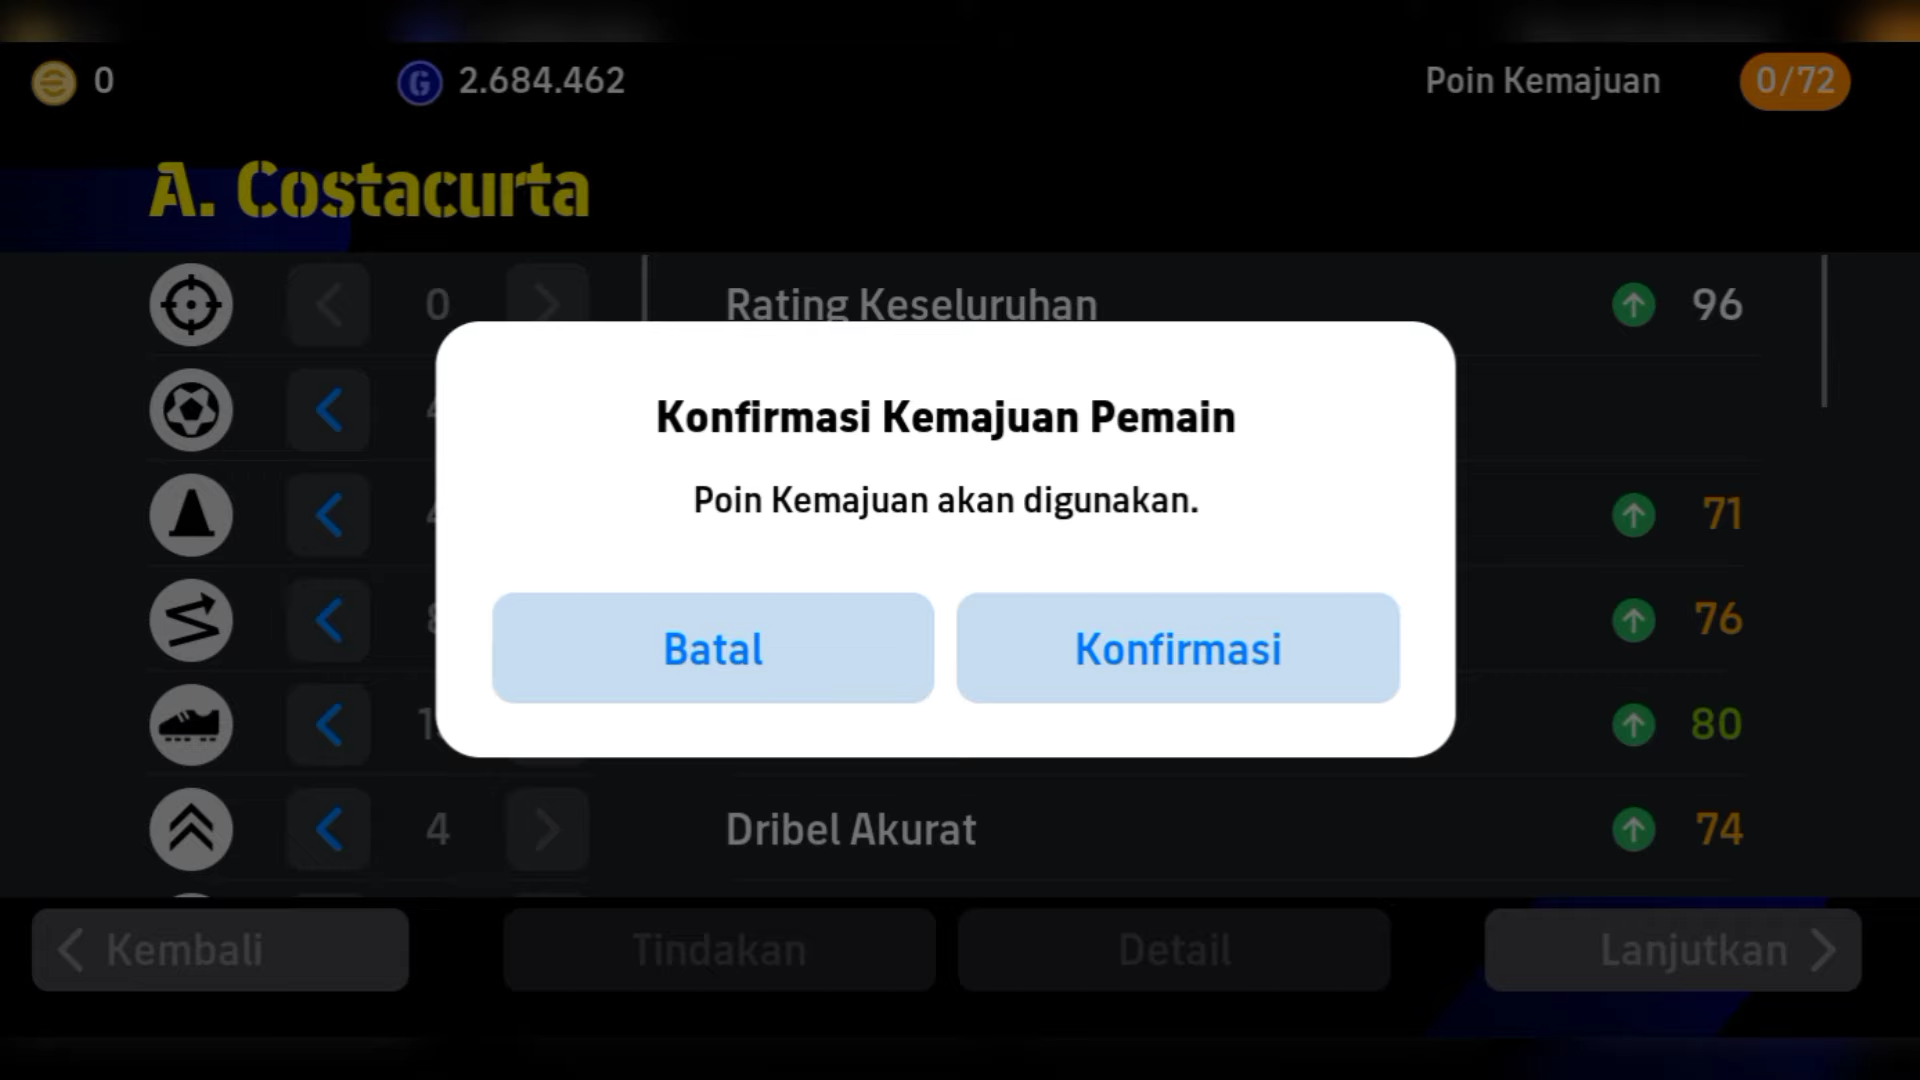 0
2.684.462
Poin Kemajuan
0/72
A. Costacurta
0
Rating Keseluruhan
96
Konfirmasi Kemajuan Pemain
Poin Kemajuan akan digunakan.
71
76
Batal
Konfirmasi
80
4
Dribel Akurat
74
Kembali
Tindakan
Detail
Lanjutkan